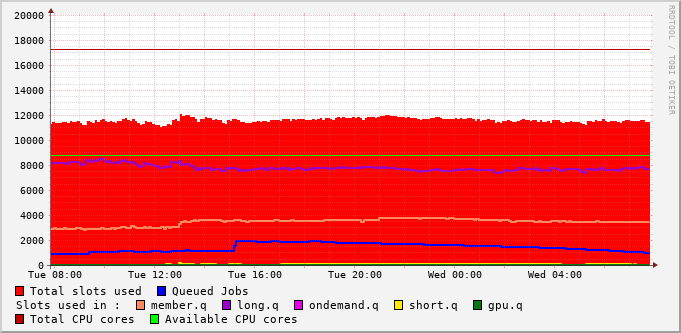 RRDTOOL / TOBI OETIKER
20000
18000
16000
14000
12000
10000
8000
6000
4000
2000
0
Tue 08:00 Tue 12:00 Tue 16:00 Tue 20:00 Wed 00:00 Wed 04:00
Total slots used Queued Jobs
Slots used in : member.q long.q ondemand.q short.q gpu.q
Total CPU cores Available CPU cores